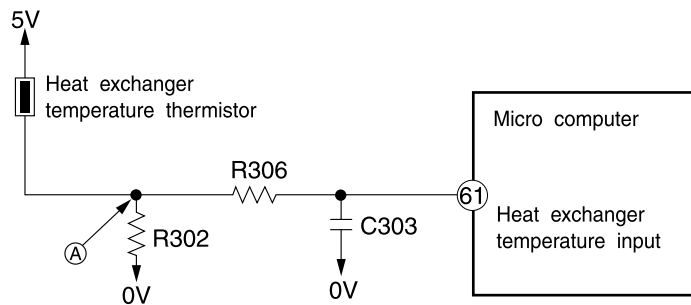 5V
Heat exchanger
temperature thermistor
Micro computer
R306
61
R302
C303
Heat exchanger
temperature input
A
0V
0V